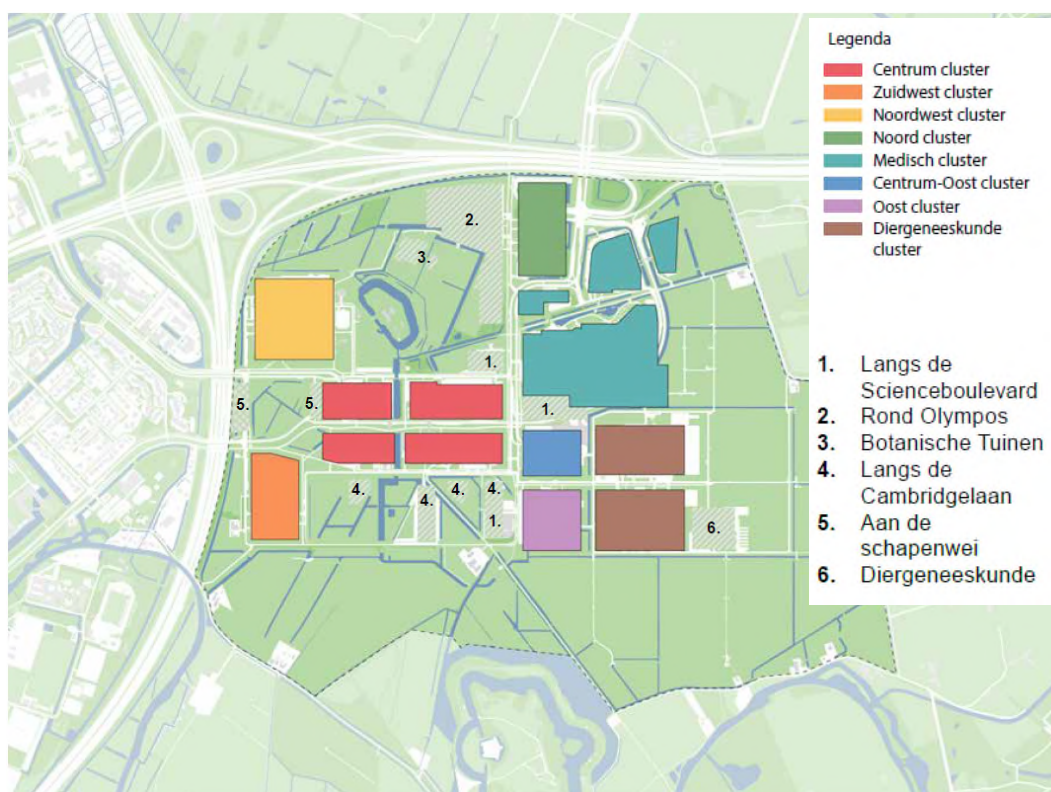 Legenda
Centrum cluster
Zuidwest cluster
Noordwest cluster
Noord cluster
Medisch cluster
Centrum-Oost cluster
Oost cluster
Diergeneeskunde
cluster
1. Langs de
Scienceboulevard
2. Rond Olympos
3. Botanische Tuinen
4. Langs de
Cambridgelaan
5. Aan de
schapenwei
6. Diergeneeskunde
2.
3.
1.
5.
5.
1.
4.
4.
4.
4.
1.
6.